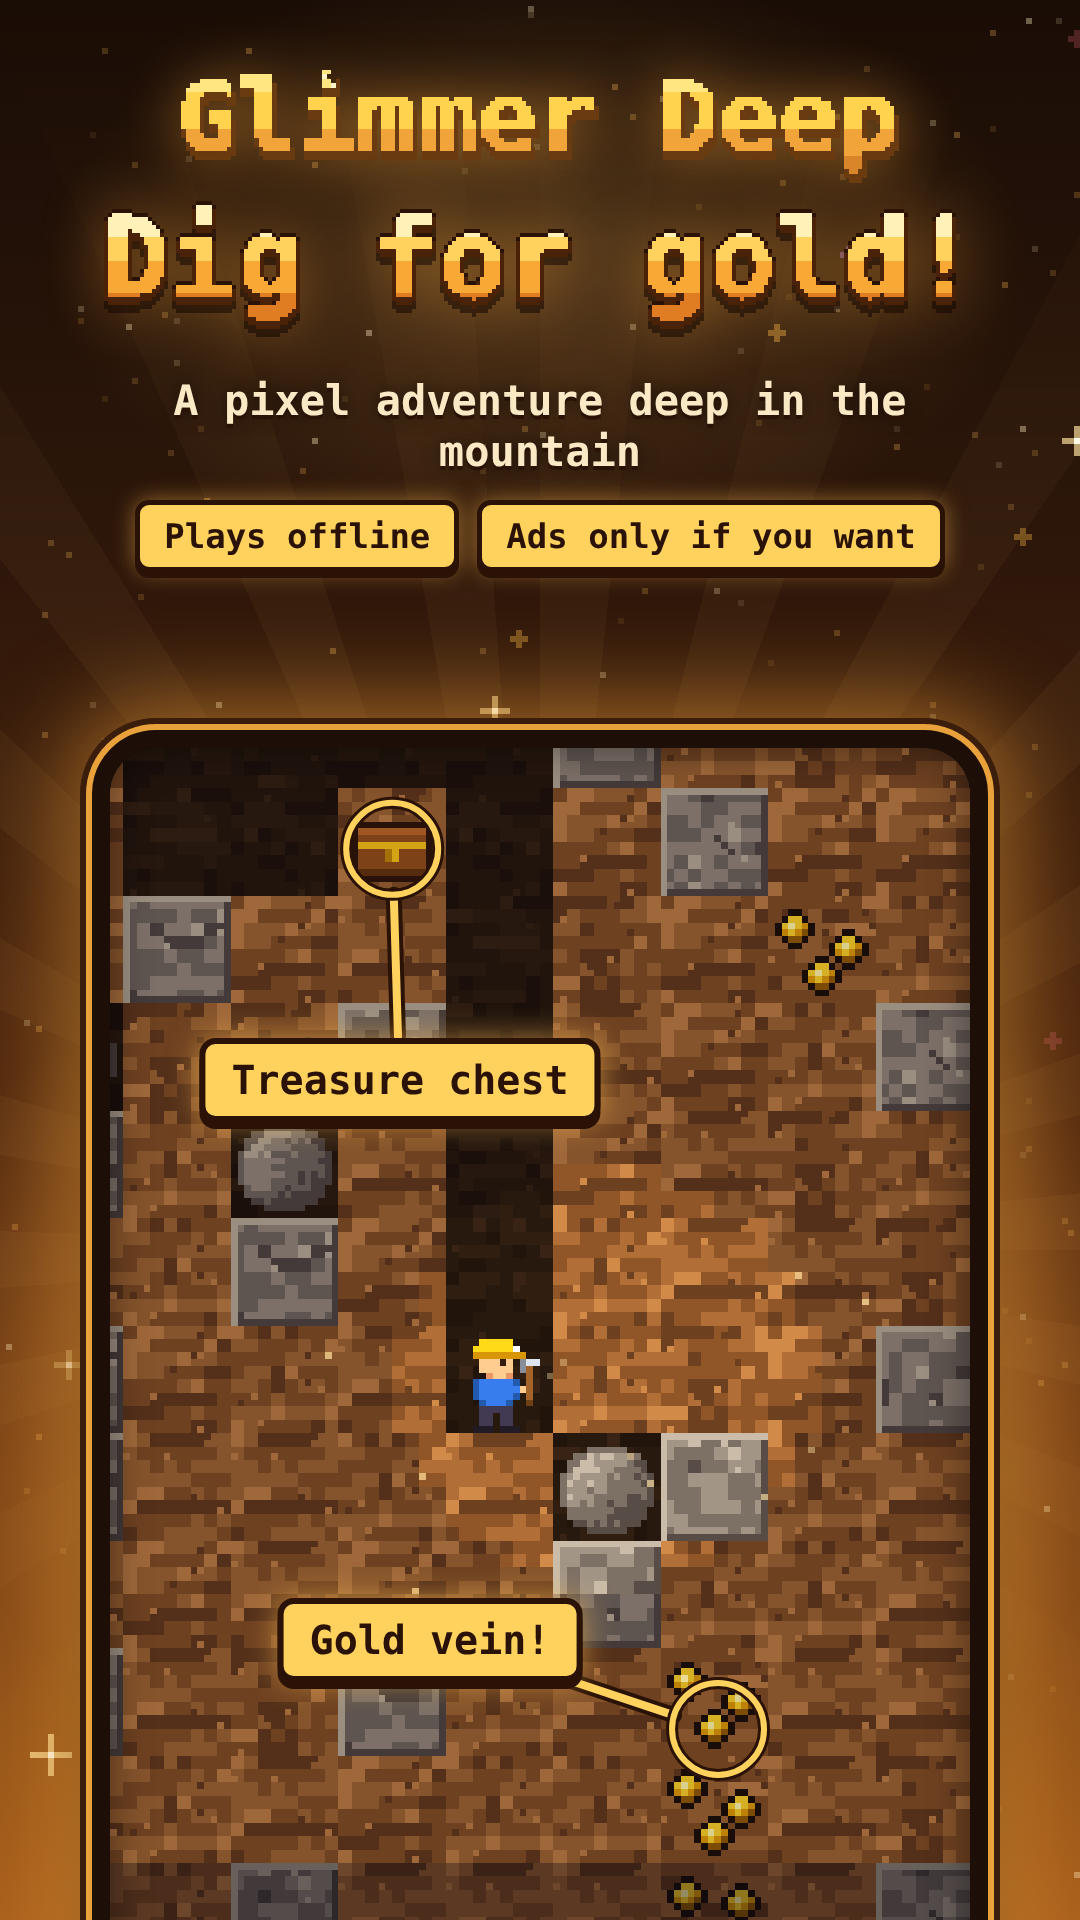 Glimmer Deep
Dig for gold!
A pixel adventure deep in the
mountain
Plays offline
Ads only if you want
Treasure chest
Gold vein!